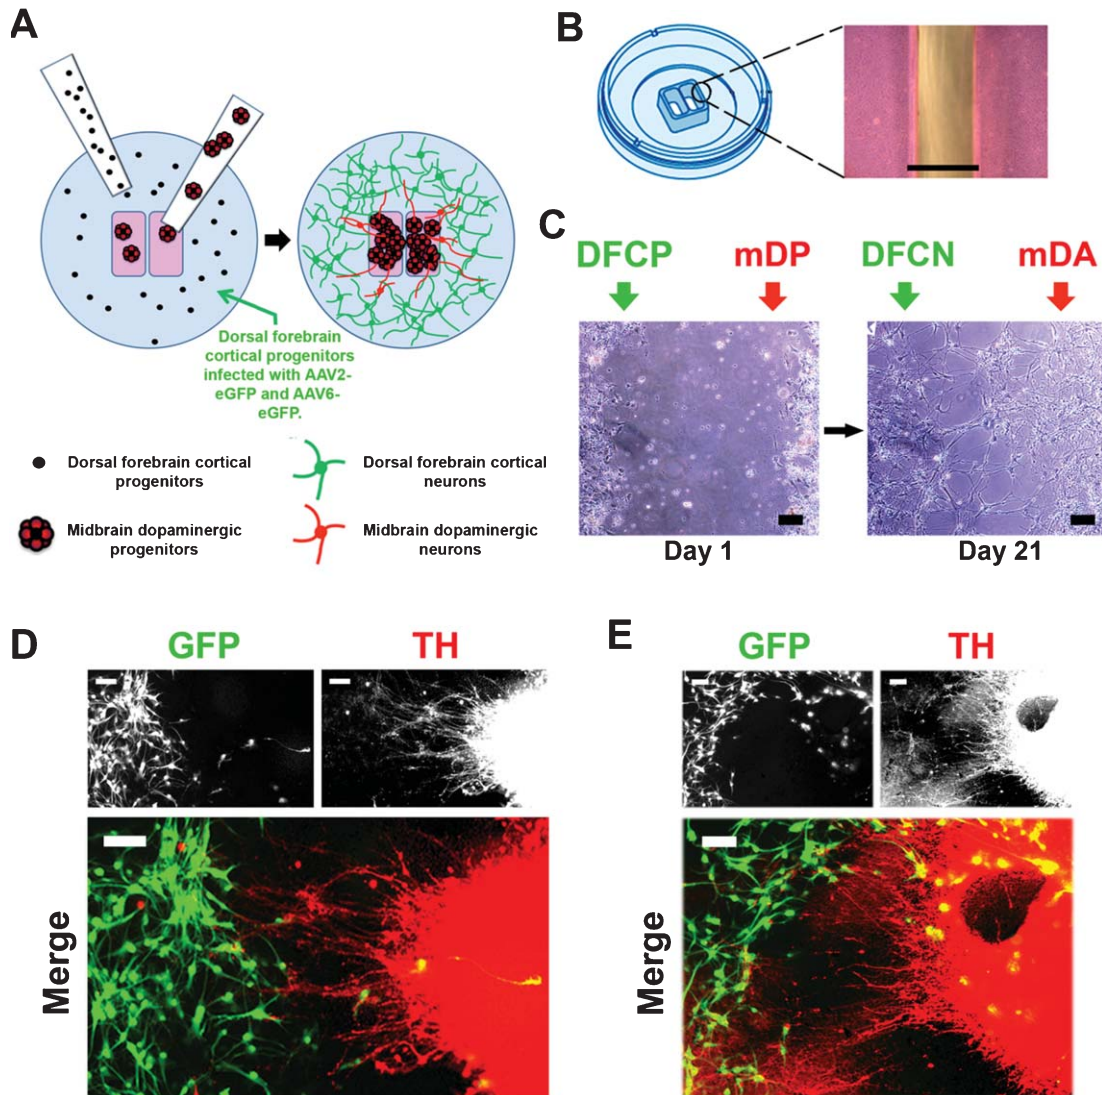 A
B
C
DFCP
mDP
DFCN
mDA
Dorsal forebrain
cortical progenitors
infected with AAV2-
eGFP and AAV6-
eGFP.
Dorsal forebrain cortical
progenitors
Dorsal forebrain cortical
neurons
Midbrain dopaminergic
progenitors
Midbrain dopaminergic
neurons
Day 1
Day 21
D
GFP
TH
Merge
E
GFP
TH
Merge